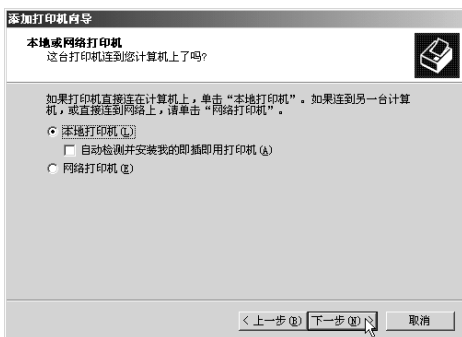 添加打印机向导
本地或网络打印机
这台打印机连到您计算机上了吗?
如果打印机直接连在计算机上，单击“本地打印机”。如果连到另一台计算
机，或直接连到网络上，请单击“网络打印机”。
本地打印机(L)
自动检测并安装我的即插即用打印机(A)
网络打印机(E)
< 上一步(B) 下一步(N) > 取消